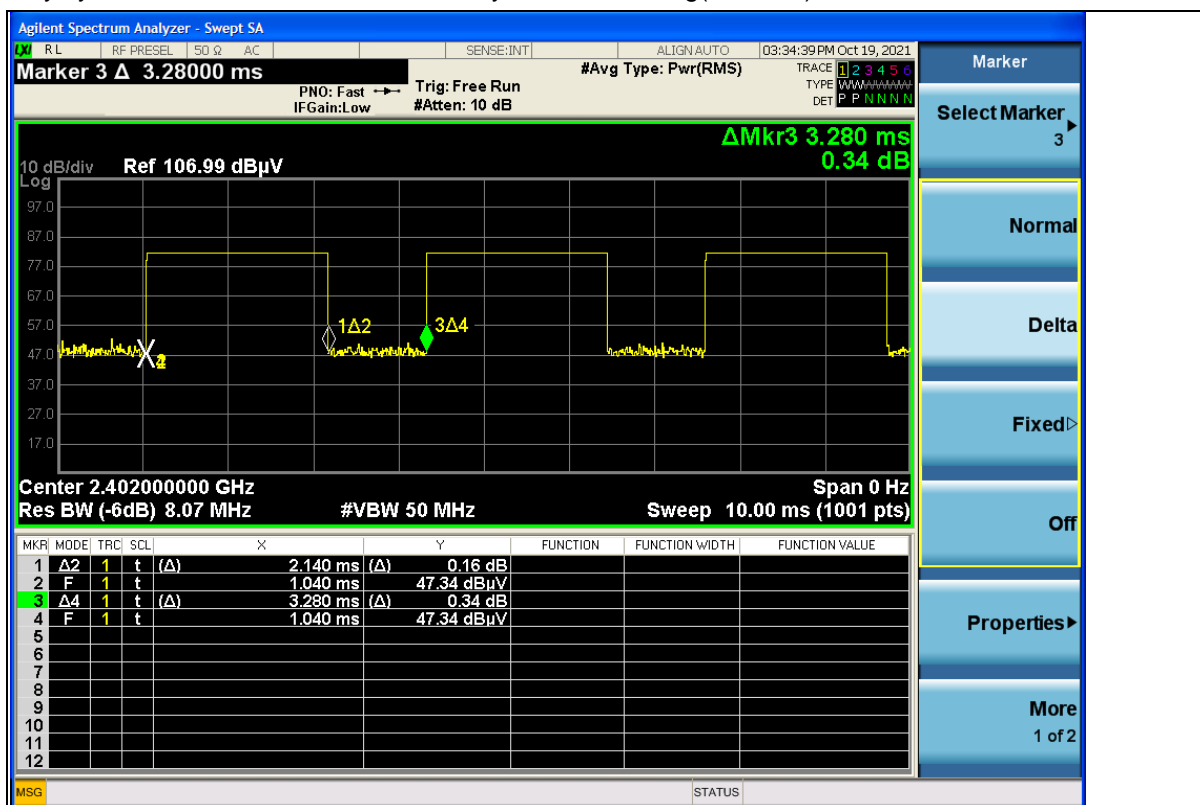 Agilent Spectrum Analyzer - Swept SA
LXI RL RF PRESEL 50 Ω AC SENSE:INT ALIGN AUTO 03:34:39 PM Oct 19, 2021
Marker 3 Δ 3.28000 ms
PNO: Fast
IFGain:Low
Trig: Free Run
#Atten: 10 dB
#Avg Type: Pwr(RMS)
TRACE 1 2 3 4 5 6
TYPE
DET P P N N N N
ΔMkr3 3.280 ms
0.34 dB
10 dB/div Ref 106.99 dBµV
Log
97.0
87.0
77.0
67.0
57.0
47.0
37.0
27.0
17.0
1Δ2
3Δ4
Center 2.402000000 GHz Span 0 Hz
Res BW (-6dB) 8.07 MHz #VBW 50 MHz Sweep 10.00 ms (1001 pts)
MKR MODE TRC SCL X Y FUNCTION FUNCTION WIDTH FUNCTION VALUE
1 Δ2 1 t (Δ) 2.140 ms (Δ) 0.16 dB
2 F 1 t 1.040 ms 47.34 dBµV
3 Δ4 1 t (Δ) 3.280 ms (Δ) 0.34 dB
4 F 1 t 1.040 ms 47.34 dBµV
5
6
7
8
9
10
11
12
MSG STATUS
Marker
Select Marker
3
Normal
Delta
Fixed
Off
Properties
More
1 of 2